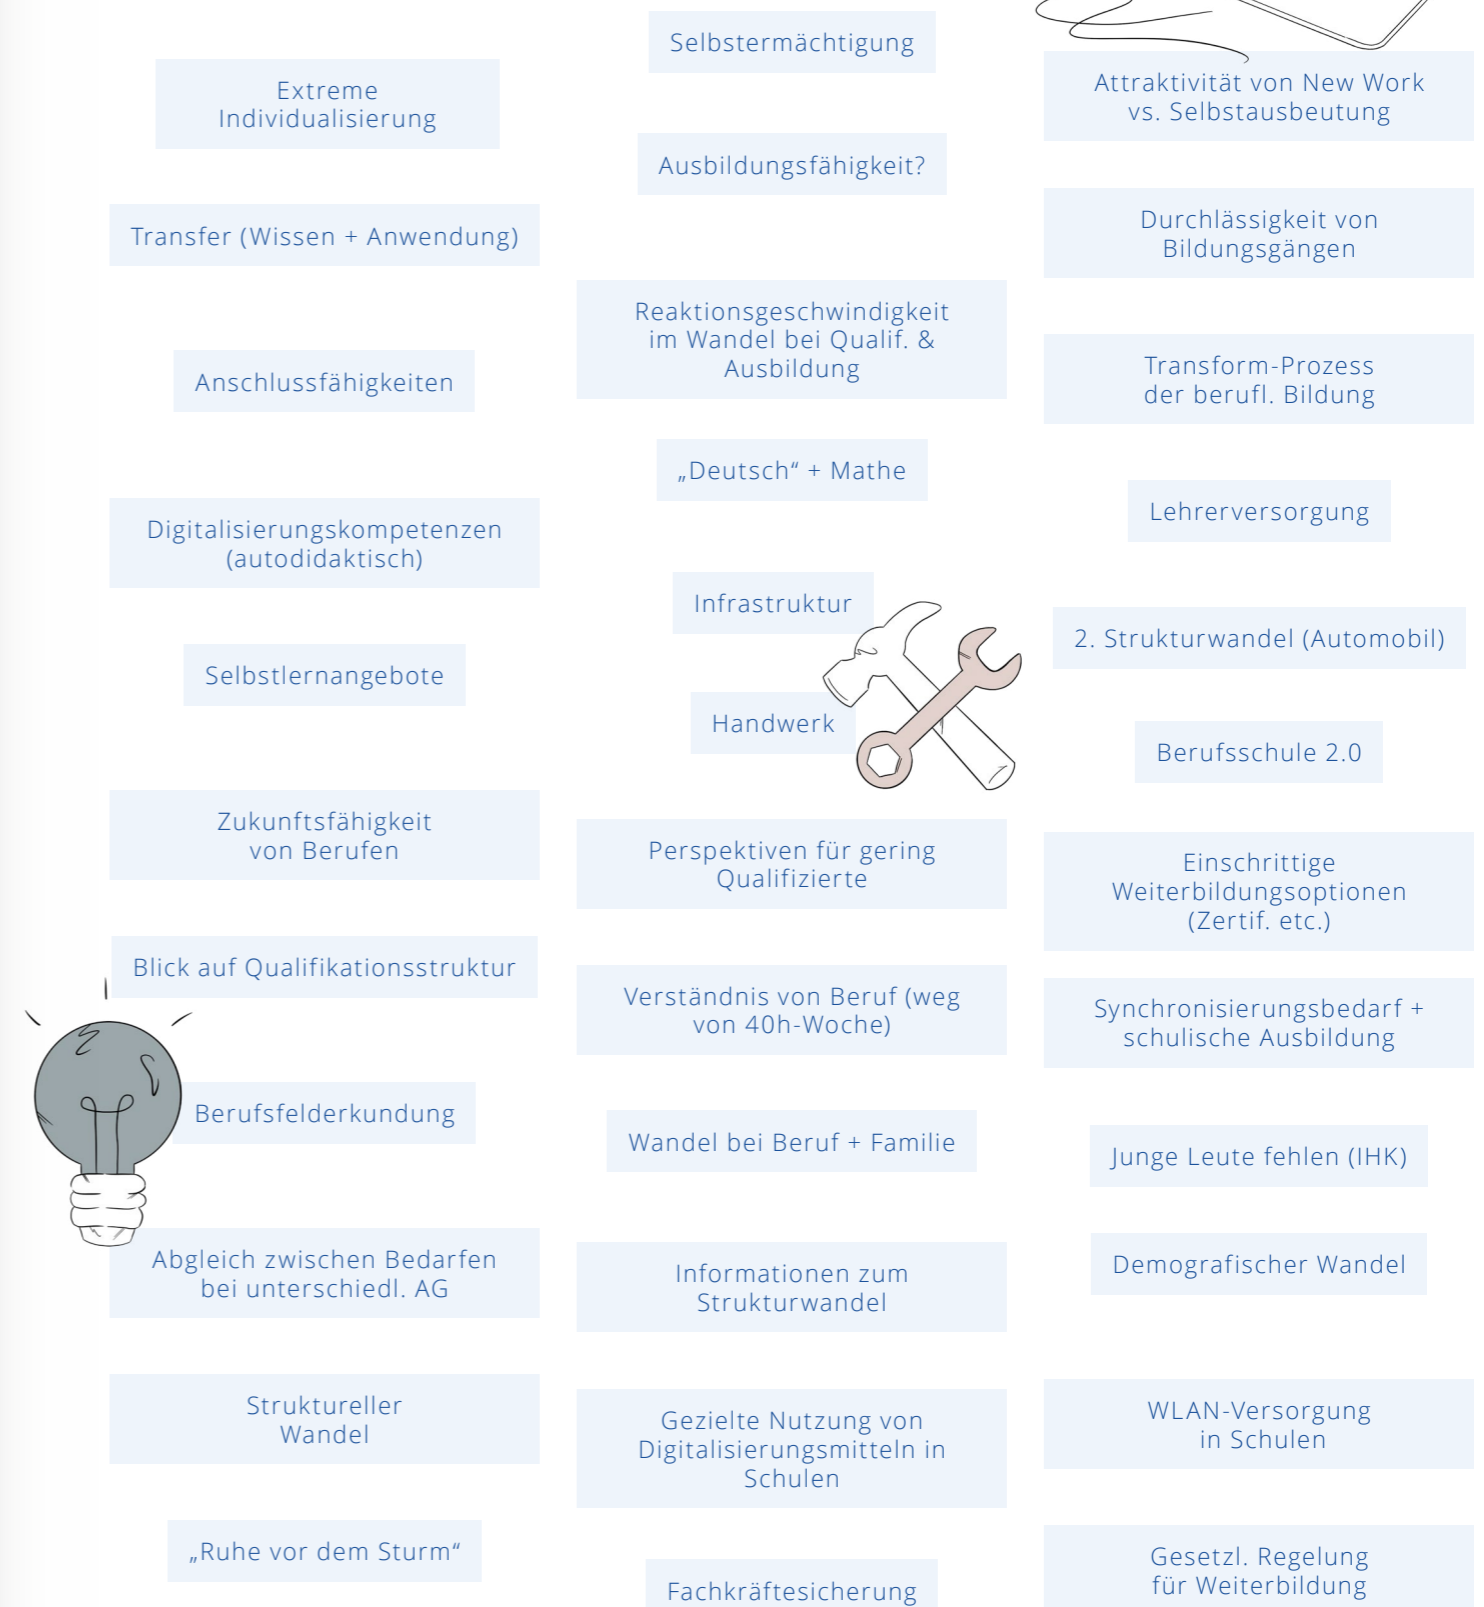 Extreme
Individualisierung
Transfer (Wissen + Anwendung)
Anschlussfähigkeiten
Digitalisierungskompetenzen
(autodidaktisch)
Selbstlernangebote
Zukunftsfähigkeit
von Berufen
Blick auf Qualifikationsstruktur
Berufsfelderkundung
Abgleich zwischen Bedarfen
bei unterschiedl. AG
Struktureller
Wandel
„Ruhe vor dem Sturm“
Selbstermächtigung
Ausbildungsfähigkeit?
Reaktionsgeschwindigkeit
im Wandel bei Qualif. &
Ausbildung
„Deutsch“ + Mathe
Infrastruktur
Handwerk
Perspektiven für gering
Qualifizierte
Verständnis von Beruf (weg
von 40h-Woche)
Wandel bei Beruf + Familie
Informationen zum
Strukturwandel
Gezielte Nutzung von
Digitalisierungsmitteln in
Schulen
Fachkräftesicherung
Attraktivität von New Work
vs. Selbstausbeutung
Durchlässigkeit von
Bildungsgängen
Transform-Prozess
der berufl. Bildung
Lehrerversorgung
2. Strukturwandel (Automobil)
Berufsschule 2.0
Einschrittige
Weiterbildungsoptionen
(Zertif. etc.)
Synchronisierungsbedarf +
schulische Ausbildung
Junge Leute fehlen (IHK)
Demografischer Wandel
WLAN-Versorgung
in Schulen
Gesetzl. Regelung
für Weiterbildung